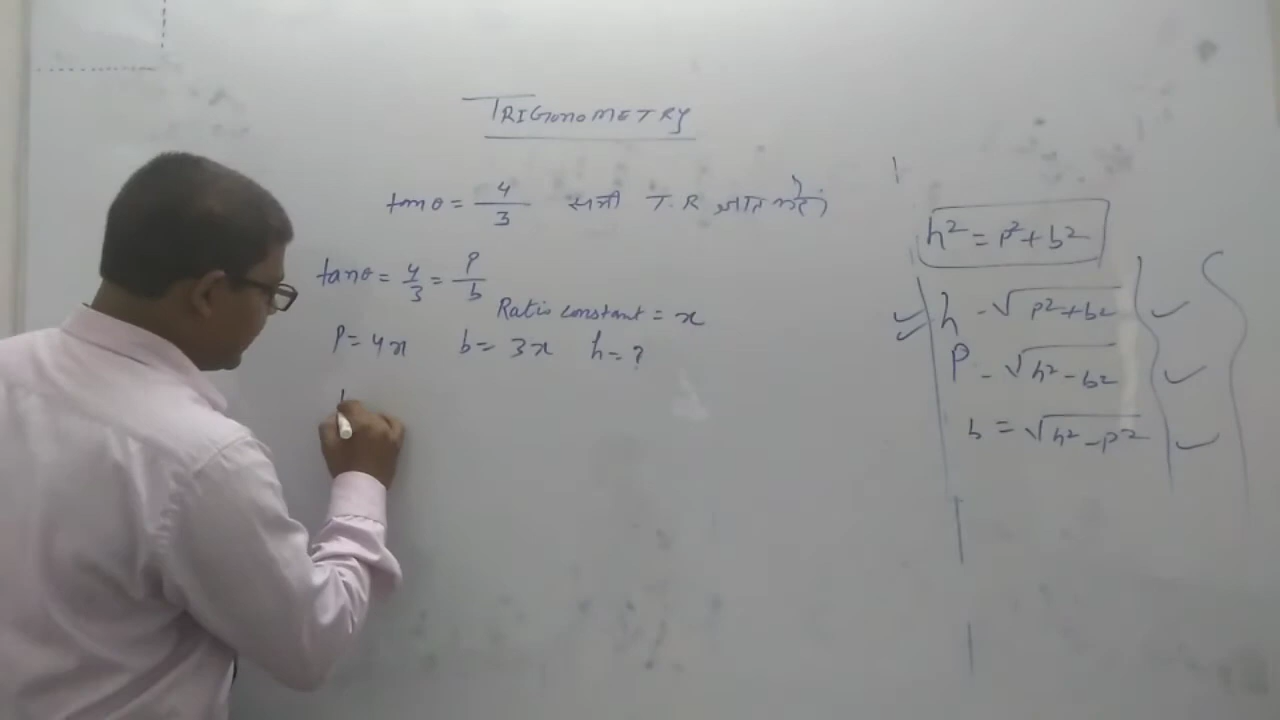 TRIGONOMETRY
tanθ = 4/3 सभी T.R ज्ञात करें
tanθ = 4/3 = P/b
Ratio constant = x
P = 4x b = 3x h = ?
h² = P² + b²
h - √P²+b²
P - √h²-b²
b = √h²-P²